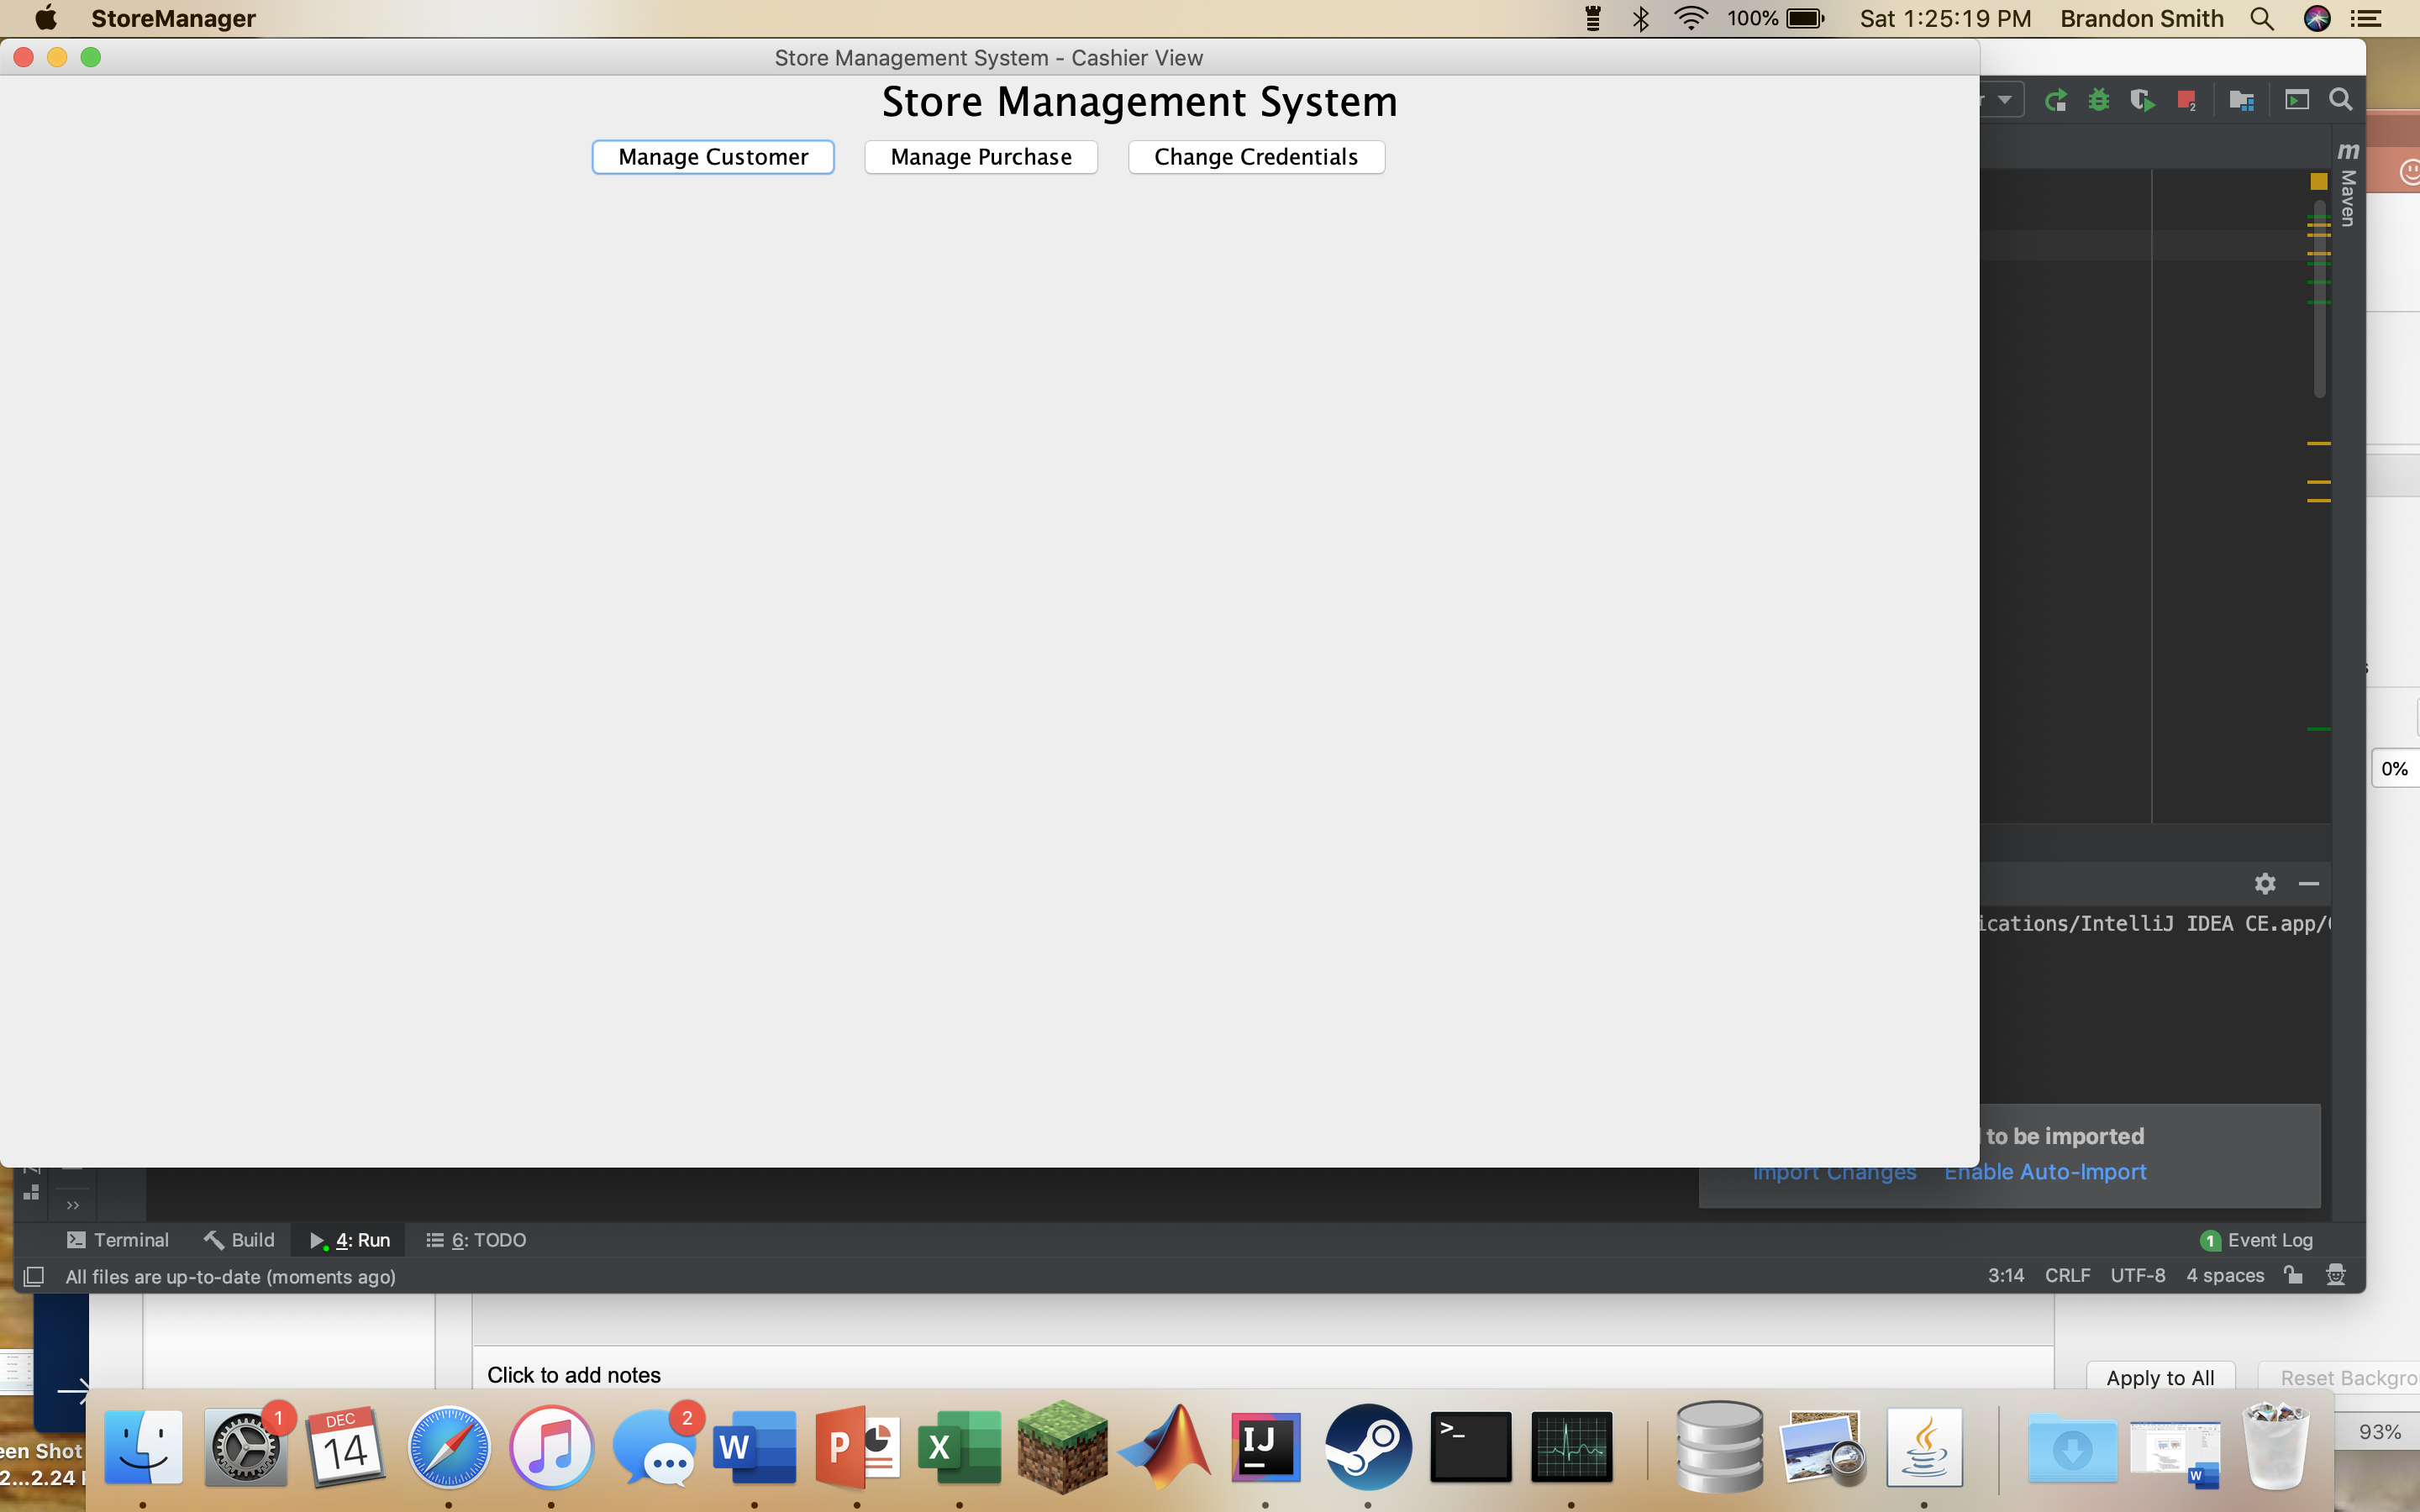 StoreManager
100%
Sat 1:25:19 PM
Brandon Smith
Store Management System - Cashier View
Store Management System
Manage Customer
Manage Purchase
Change Credentials
2
m
Maven
0%
ications/IntelliJ IDEA CE.app/
to be imported
Import Changes
Enable Auto-Import
>>
Terminal
Build
4: Run
6: TODO
1
Event Log
All files are up-to-date (moments ago)
3:14
CRLF
UTF-8
4 spaces
Click to add notes
Apply to All
Reset Backgro
93%
een Shot
2...2.24
1
DEC
14
2
W
P
X
IJ
>_
W